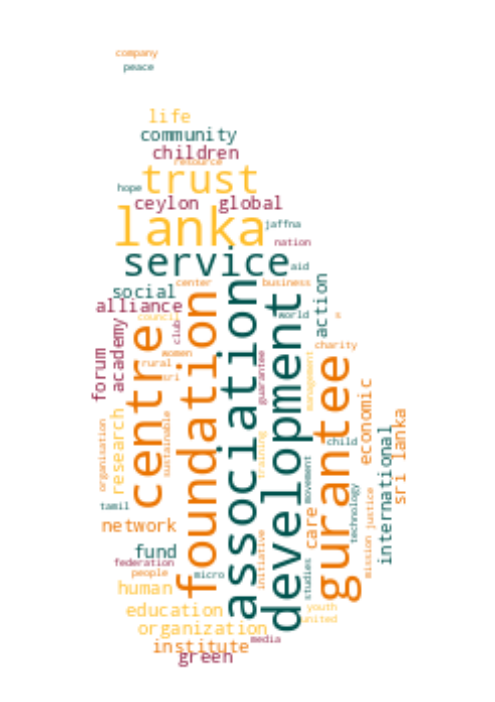 company
peace
life
community
children
resource
trust
hope
ceylon global
lanka
jaffna
nation
service
aid
center
business
social
world
s
alliance
council
action
club
charity
forum
academy
centre
women
rural
sri
foundation
association
development
guarantee
management
gurantee
economic
sri lanka
international
organisation
research
sustainable
training
child
movement
technology
mission justice
tamil
network
care
fund
federation
people
micro
initiative
studies
human
education
youth
united
organization
media
institute
green